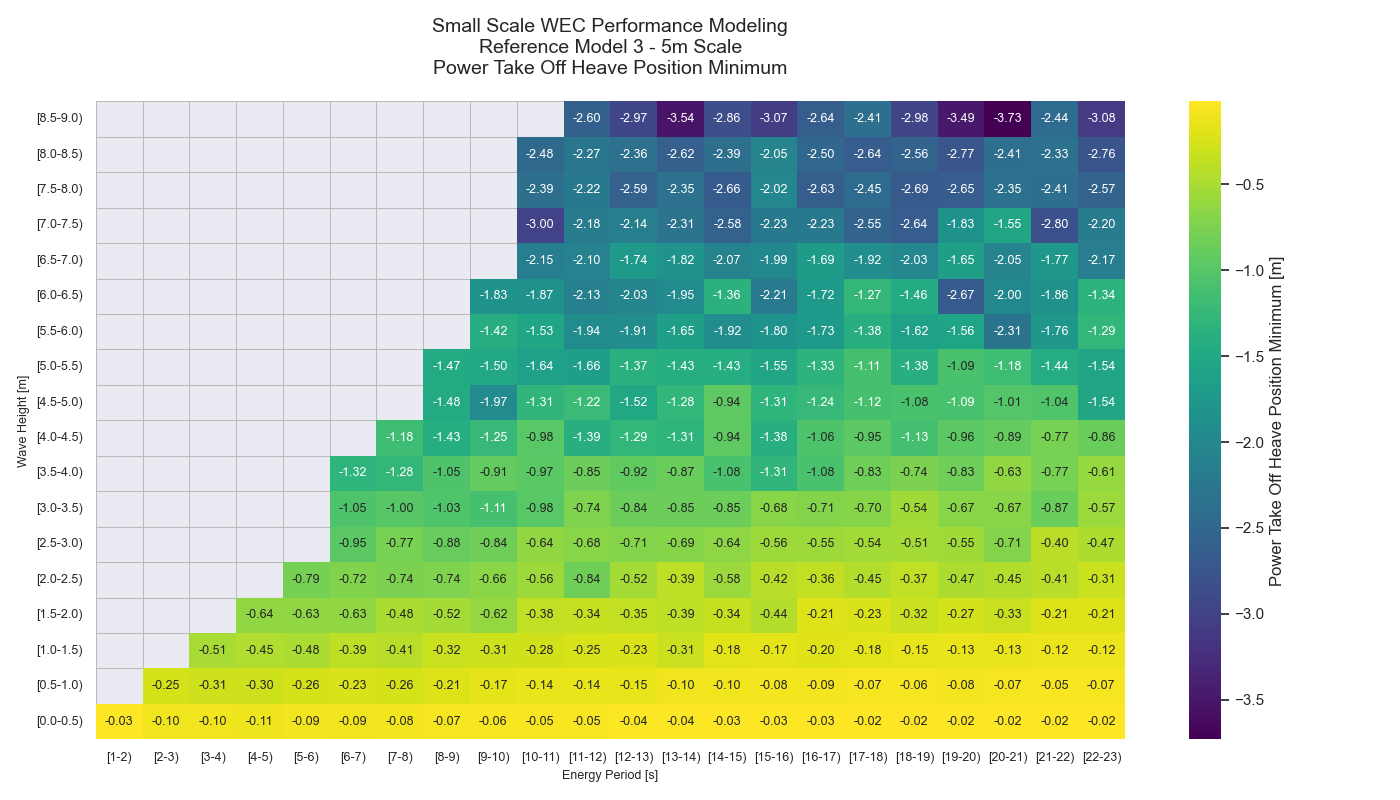 Small Scale WEC Performance Modeling
Reference Model 3 - 5m Scale
Power Take Off Heave Position Minimum
[8.5-9.0) -2.60 -2.97 -3.54 -2.86 -3.07 -2.64 -2.41 -2.98 -3.49 -3.73 -2.44 -3.08
[8.0-8.5) -2.48 -2.27 -2.36 -2.62 -2.39 -2.05 -2.50 -2.64 -2.56 -2.77 -2.41 -2.33 -2.76
[7.5-8.0) -2.39 -2.22 -2.59 -2.35 -2.66 -2.02 -2.63 -2.45 -2.69 -2.65 -2.35 -2.41 -2.57
[7.0-7.5) -3.00 -2.18 -2.14 -2.31 -2.58 -2.23 -2.23 -2.55 -2.64 -1.83 -1.55 -2.80 -2.20
[6.5-7.0) -2.15 -2.10 -1.74 -1.82 -2.07 -1.99 -1.69 -1.92 -2.03 -1.65 -2.05 -1.77 -2.17
[6.0-6.5) -1.83 -1.87 -2.13 -2.03 -1.95 -1.36 -2.21 -1.72 -1.27 -1.46 -2.67 -2.00 -1.86 -1.34
[5.5-6.0) -1.42 -1.53 -1.94 -1.91 -1.65 -1.92 -1.80 -1.73 -1.38 -1.62 -1.56 -2.31 -1.76 -1.29
[5.0-5.5) -1.47 -1.50 -1.64 -1.66 -1.37 -1.43 -1.43 -1.55 -1.33 -1.11 -1.38 -1.09 -1.18 -1.44 -1.54
[4.5-5.0) -1.48 -1.97 -1.31 -1.22 -1.52 -1.28 -0.94 -1.31 -1.24 -1.12 -1.08 -1.09 -1.01 -1.04 -1.54
[4.0-4.5) -1.18 -1.43 -1.25 -0.98 -1.39 -1.29 -1.31 -0.94 -1.38 -1.06 -0.95 -1.13 -0.96 -0.89 -0.77 -0.86
[3.5-4.0) -1.32 -1.28 -1.05 -0.91 -0.97 -0.85 -0.92 -0.87 -1.08 -1.31 -1.08 -0.83 -0.74 -0.83 -0.63 -0.77 -0.61
[3.0-3.5) -1.05 -1.00 -1.03 -1.11 -0.98 -0.74 -0.84 -0.85 -0.85 -0.68 -0.71 -0.70 -0.54 -0.67 -0.67 -0.87 -0.57
[2.5-3.0) -0.95 -0.77 -0.88 -0.84 -0.64 -0.68 -0.71 -0.69 -0.64 -0.56 -0.55 -0.54 -0.51 -0.55 -0.71 -0.40 -0.47
[2.0-2.5) -0.79 -0.72 -0.74 -0.74 -0.66 -0.56 -0.84 -0.52 -0.39 -0.58 -0.42 -0.36 -0.45 -0.37 -0.47 -0.45 -0.41 -0.31
[1.5-2.0) -0.64 -0.63 -0.63 -0.48 -0.52 -0.62 -0.38 -0.34 -0.35 -0.39 -0.34 -0.44 -0.21 -0.23 -0.32 -0.27 -0.33 -0.21 -0.21
[1.0-1.5) -0.51 -0.45 -0.48 -0.39 -0.41 -0.32 -0.31 -0.28 -0.25 -0.23 -0.31 -0.18 -0.17 -0.20 -0.18 -0.15 -0.13 -0.13 -0.12 -0.12
[0.5-1.0) -0.25 -0.31 -0.30 -0.26 -0.23 -0.26 -0.21 -0.17 -0.14 -0.14 -0.15 -0.10 -0.10 -0.08 -0.09 -0.07 -0.06 -0.08 -0.07 -0.05 -0.07
[0.0-0.5) -0.03 -0.10 -0.10 -0.11 -0.09 -0.09 -0.08 -0.07 -0.06 -0.05 -0.05 -0.04 -0.04 -0.03 -0.03 -0.03 -0.02 -0.02 -0.02 -0.02 -0.02 -0.02
[1-2) [2-3) [3-4) [4-5) [5-6) [6-7) [7-8) [8-9) [9-10) [10-11) [11-12) [12-13) [13-14) [14-15) [15-16) [16-17) [17-18) [18-19) [19-20) [20-21) [21-22) [22-23)
Energy Period [s]
Wave Height [m]
−0.5
−1.0
−1.5
−2.0
−2.5
−3.0
−3.5
Power Take Off Heave Position Minimum [m]